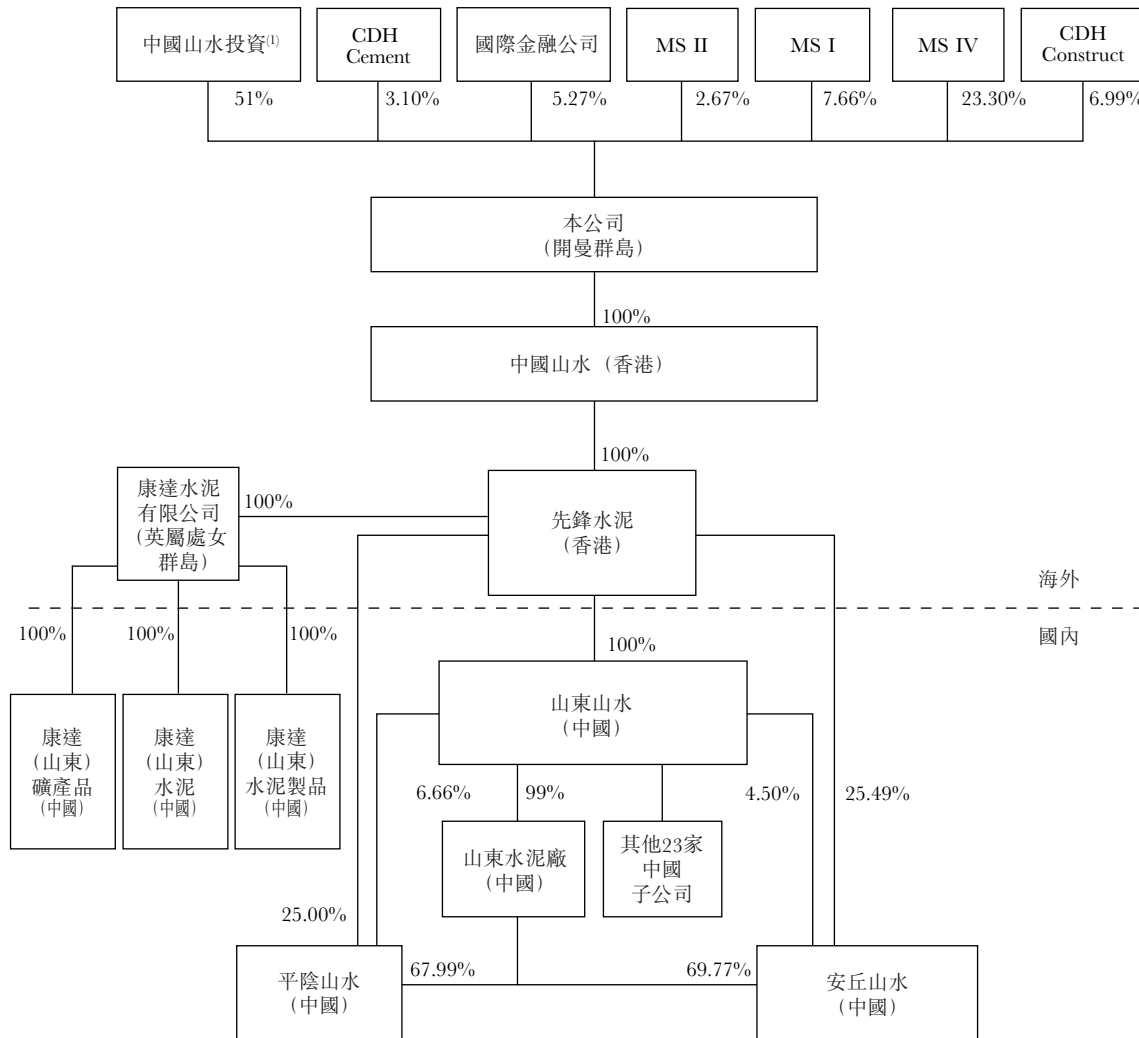 中國山水投資⁽¹⁾
CDH
Cement
國際金融公司
MS II
MS I
MS IV
CDH
Construct
51%
3.10%
5.27%
2.67%
7.66%
23.30%
6.99%
本公司
(開曼群島)
100%
中國山水（香港）
100%
康達水泥
有限公司
(英屬處女
群島)
100%
先鋒水泥
(香港)
海外
國內
100%
100%
100%
100%
康達
(山東)
礦產品
(中國)
康達
(山東)
水泥
(中國)
康達
(山東)
水泥製品
(中國)
山東山水
(中國)
6.66%
99%
4.50%
25.49%
山東水泥廠
(中國)
其他23家
中國
子公司
25.00%
平陰山水
(中國)
67.99%
69.77%
安丘山水
(中國)